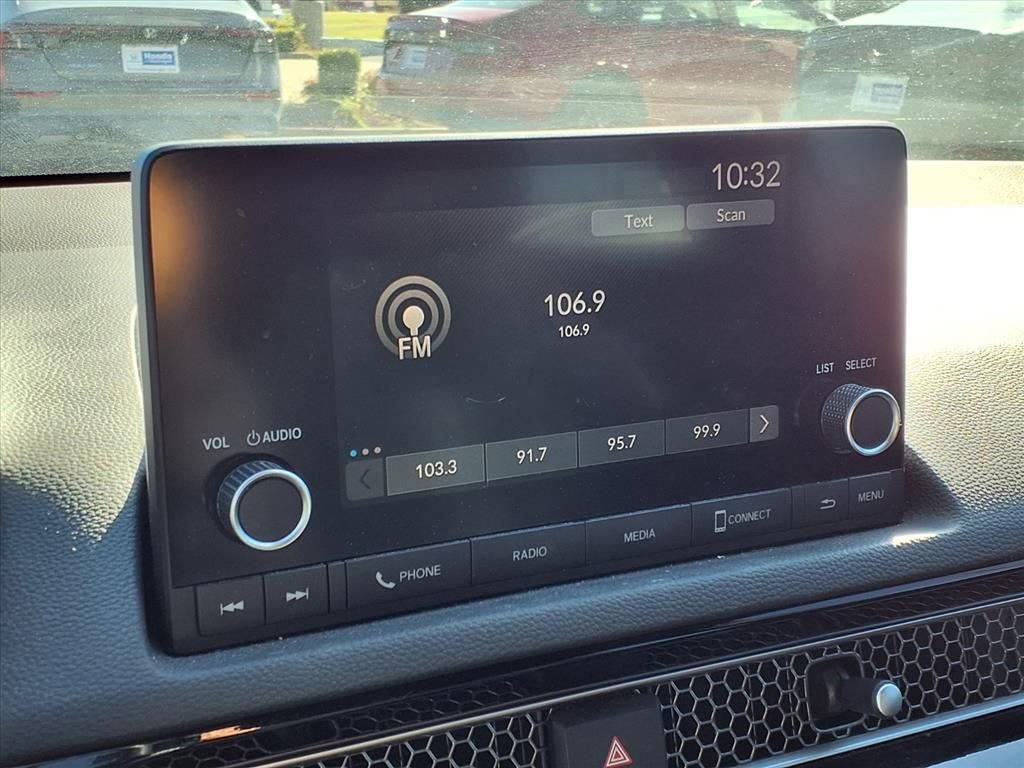 Honda
10:32
Text Scan
106.9
106.9
FM
LIST SELECT
VOL AUDIO
103.3 91.7 95.7 99.9
PHONE RADIO MEDIA CONNECT MENU